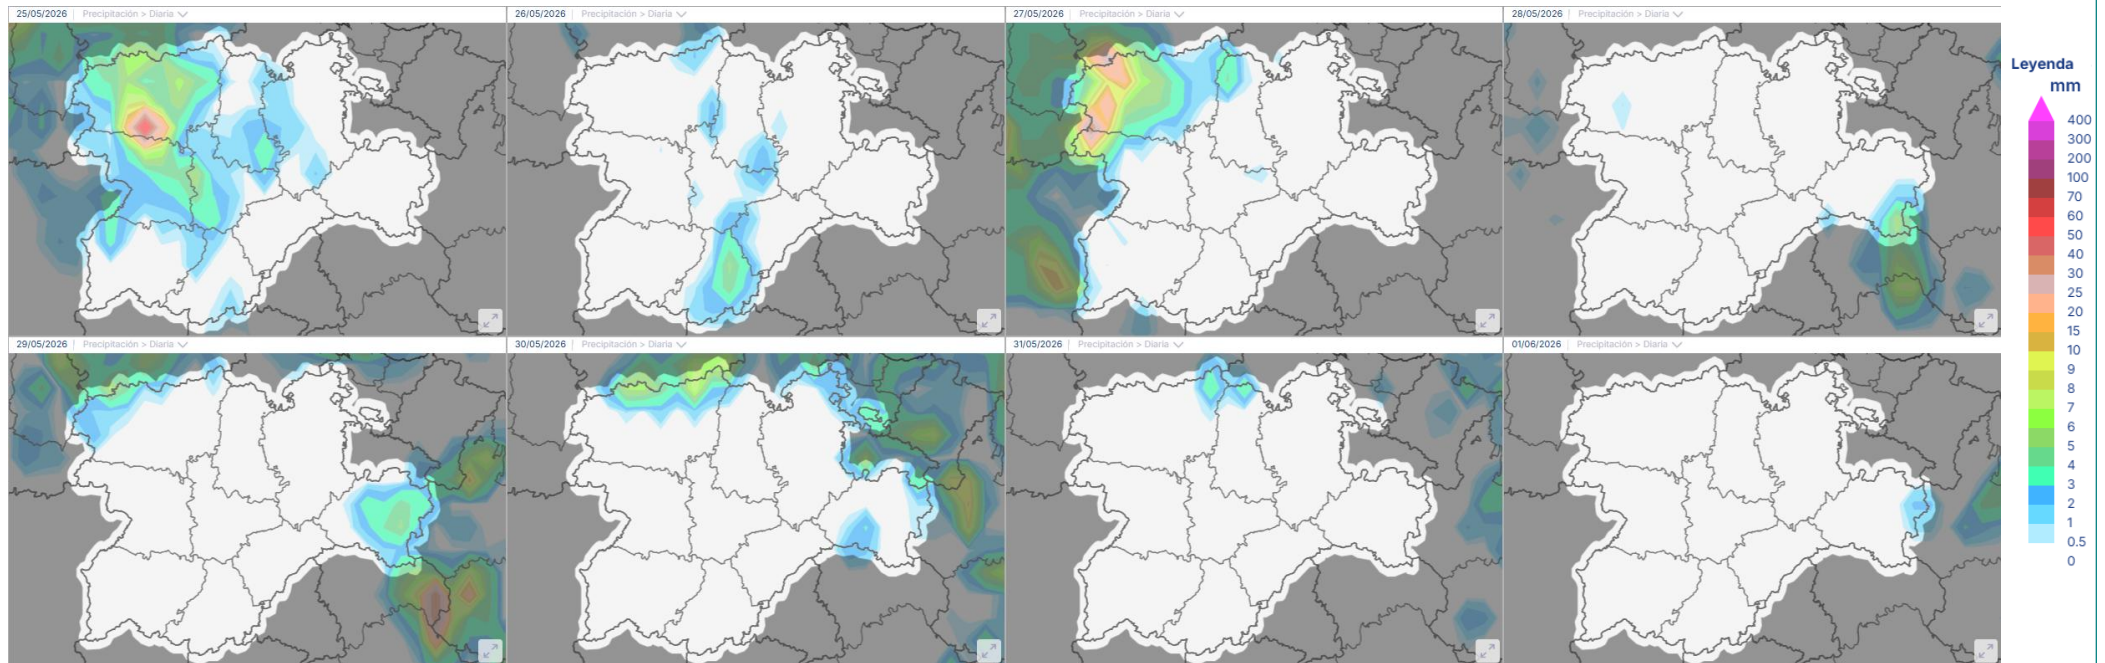 25/05/2026 Precipitación > Diaria
26/05/2026 Precipitación > Diaria
27/05/2026 Precipitación > Diaria
28/05/2026 Precipitación > Diaria
29/05/2026 Precipitación > Diaria
30/05/2026 Precipitación > Diaria
31/05/2026 Precipitación > Diaria
01/06/2026 Precipitación > Diaria
Leyenda
mm
400
300
200
100
70
60
50
40
30
25
20
15
10
9
8
7
6
5
4
3
2
1
0.5
0